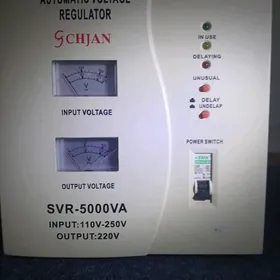 AUTOMATIC VOLTAGE
REGULATOR
CHJAN
IN USE
DELAYING
UNUSUAL
DELAY
UNDELAP
V
INPUT VOLTAGE
POWER SWITCH
V
OUTPUT VOLTAGE
SVR-5000VA
INPUT:110V-250V
OUTPUT:220V